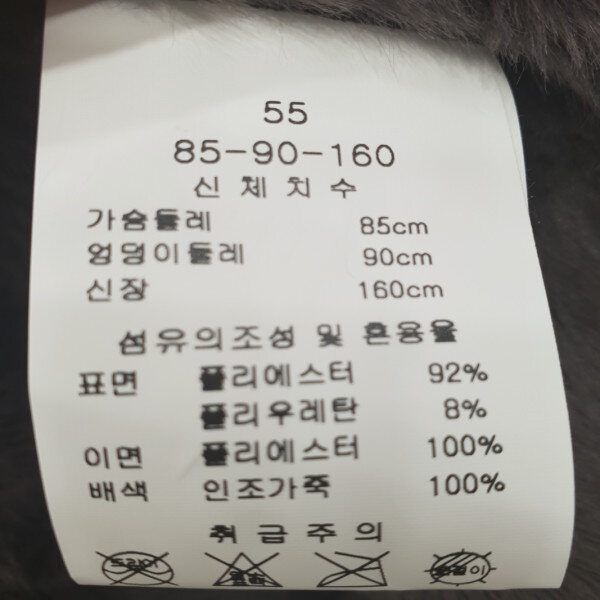 55
85-90-160
신체치수
가슴둘레 85cm
엉덩이둘레 90cm
신장 160cm
섬유의조성 및 혼용율
표면 폴리에스터 92%
폴리우레탄 8%
이면 폴리에스터 100%
배색 인조가죽 100%
취급주의
드라이